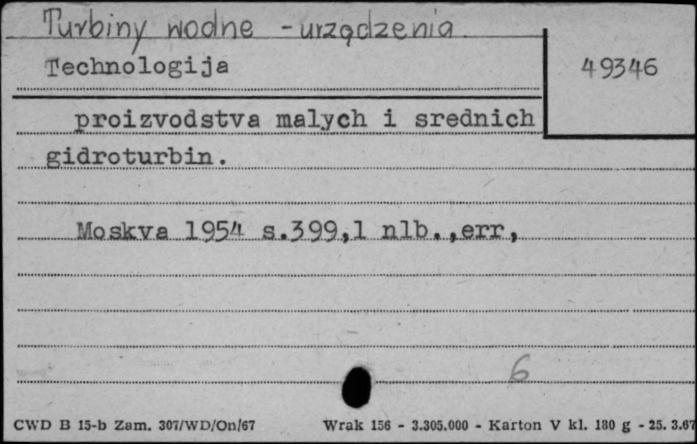 Turbiny wodne - urządzenia.
Technologija
49346
proizvodstva malych i srednich
gidroturbin.
Moskva 1954 s.399,1 nlb.,err,
6
CWD B 15-b Zam. 307/WD/On/67 Wrak 156 - 3.305.000 - Karton V kl. 180 g - 25.3.67